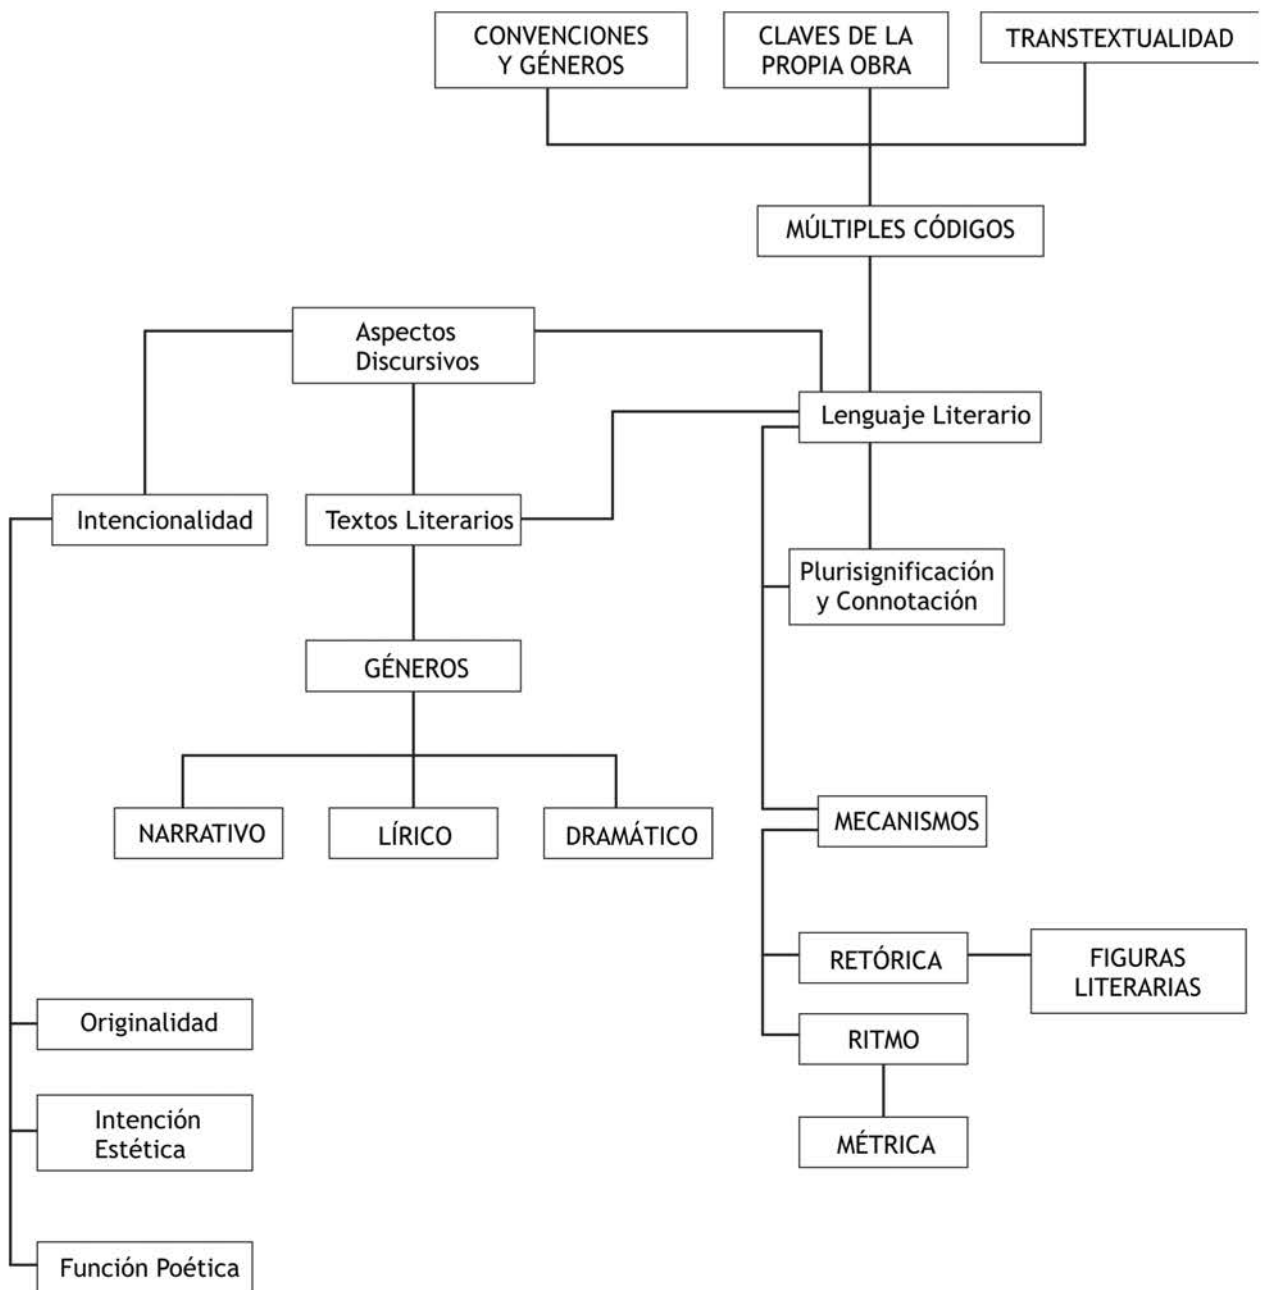 CONVENCIONES
Y GÉNEROS
CLAVES DE LA
PROPIA OBRA
TRANSTEXTUALIDAD
MÚLTIPLES CÓDIGOS
Aspectos
Discursivos
Lenguaje Literario
Intencionalidad
Textos Literarios
Plurisignificación
y Connotación
GÉNEROS
NARRATIVO
LÍRICO
DRAMÁTICO
MECANISMOS
RETÓRICA
FIGURAS
LITERARIAS
Originalidad
RITMO
Intención
Estética
MÉTRICA
Función Poética